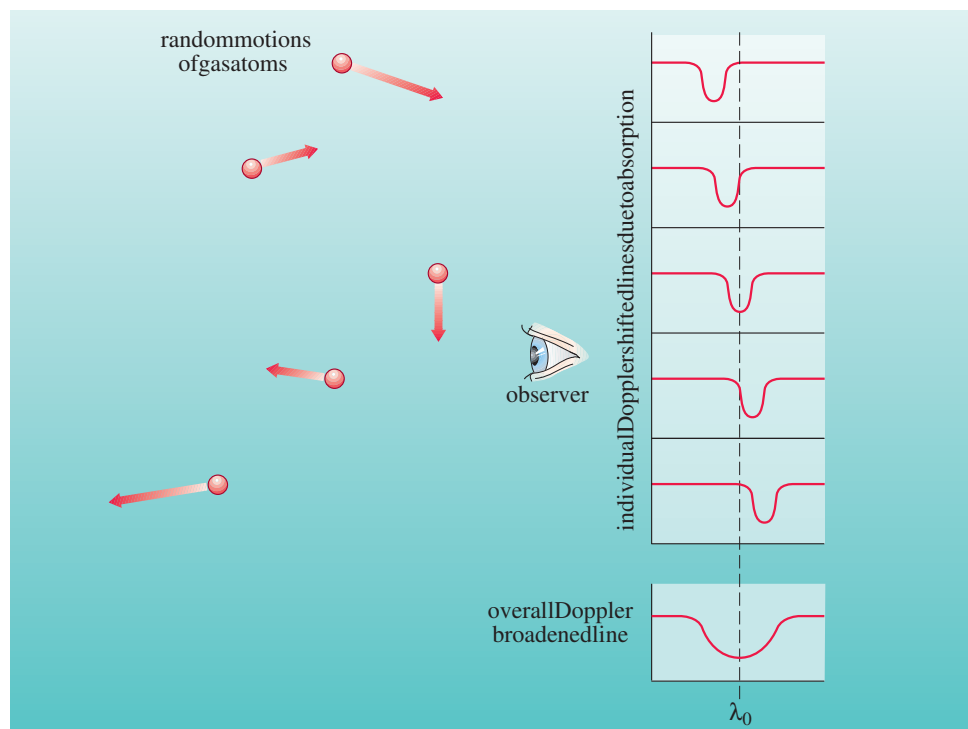 randommotions
ofgasatoms
observer
individualDopplershiftedlinesduetoabsorption
overallDoppler
broadenedline
λ₀